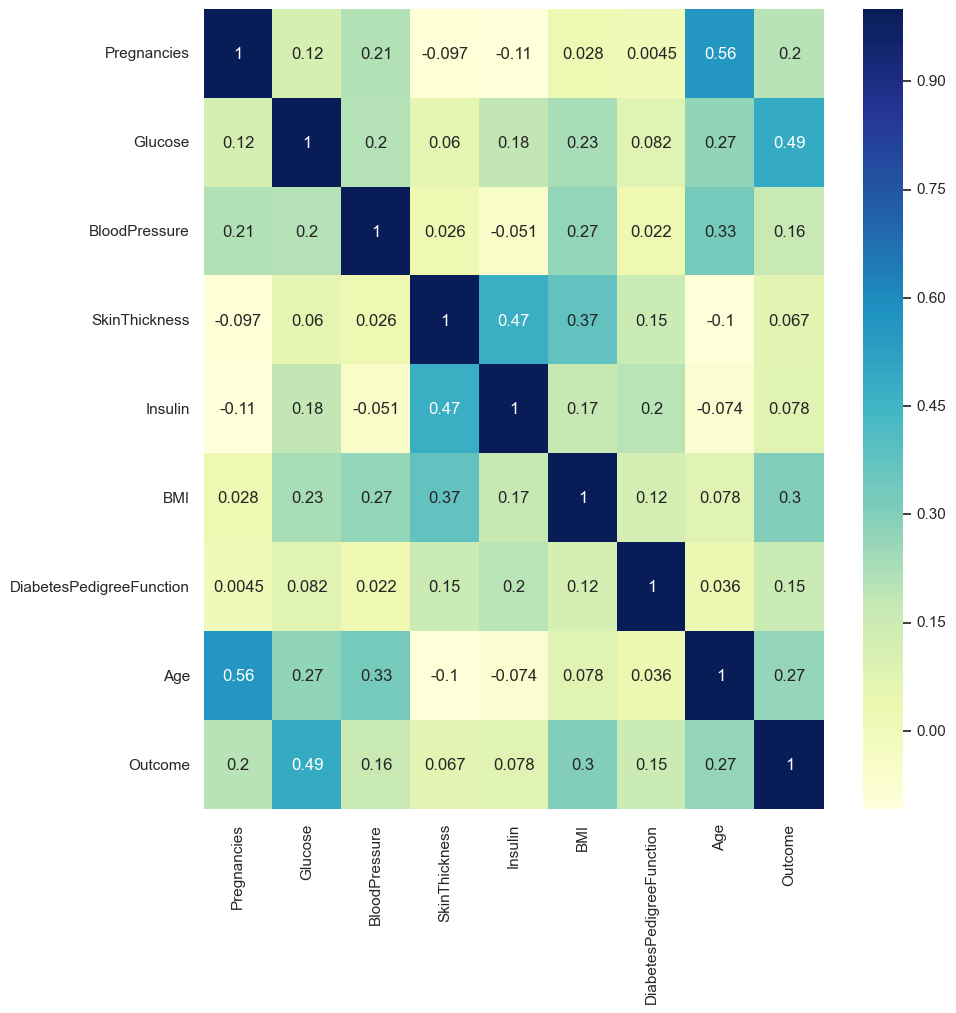 Pregnancies 1 0.12 0.21 -0.097 -0.11 0.028 0.0045 0.56 0.2
Glucose 0.12 1 0.2 0.06 0.18 0.23 0.082 0.27 0.49
BloodPressure 0.21 0.2 1 0.026 -0.051 0.27 0.022 0.33 0.16
SkinThickness -0.097 0.06 0.026 1 0.47 0.37 0.15 -0.1 0.067
Insulin -0.11 0.18 -0.051 0.47 1 0.17 0.2 -0.074 0.078
BMI 0.028 0.23 0.27 0.37 0.17 1 0.12 0.078 0.3
DiabetesPedigreeFunction 0.0045 0.082 0.022 0.15 0.2 0.12 1 0.036 0.15
Age 0.56 0.27 0.33 -0.1 -0.074 0.078 0.036 1 0.27
Outcome 0.2 0.49 0.16 0.067 0.078 0.3 0.15 0.27 1
Pregnancies
Glucose
BloodPressure
SkinThickness
Insulin
BMI
DiabetesPedigreeFunction
Age
Outcome
0.90
0.75
0.60
0.45
0.30
0.15
0.00